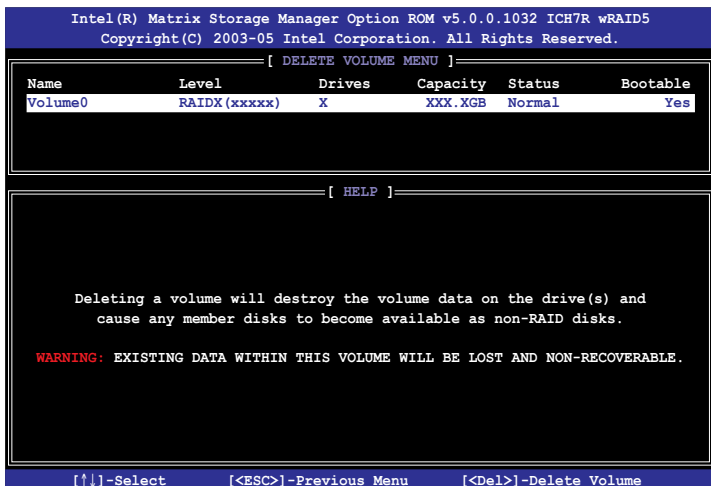 Intel(R) Matrix Storage Manager Option ROM v5.0.0.1032 ICH7R wRAID5
Copyright(C) 2003-05 Intel Corporation. All Rights Reserved.
[ DELETE VOLUME MENU ]
Name Level Drives Capacity Status Bootable
Volume0 RAIDX(xxxxx) X XXX.XGB Normal Yes
[ HELP ]
Deleting a volume will destroy the volume data on the drive(s) and
cause any member disks to become available as non-RAID disks.
WARNING: EXISTING DATA WITHIN THIS VOLUME WILL BE LOST AND NON-RECOVERABLE.
[↑↓]-Select [<ESC>]-Previous Menu [<Del>]-Delete Volume